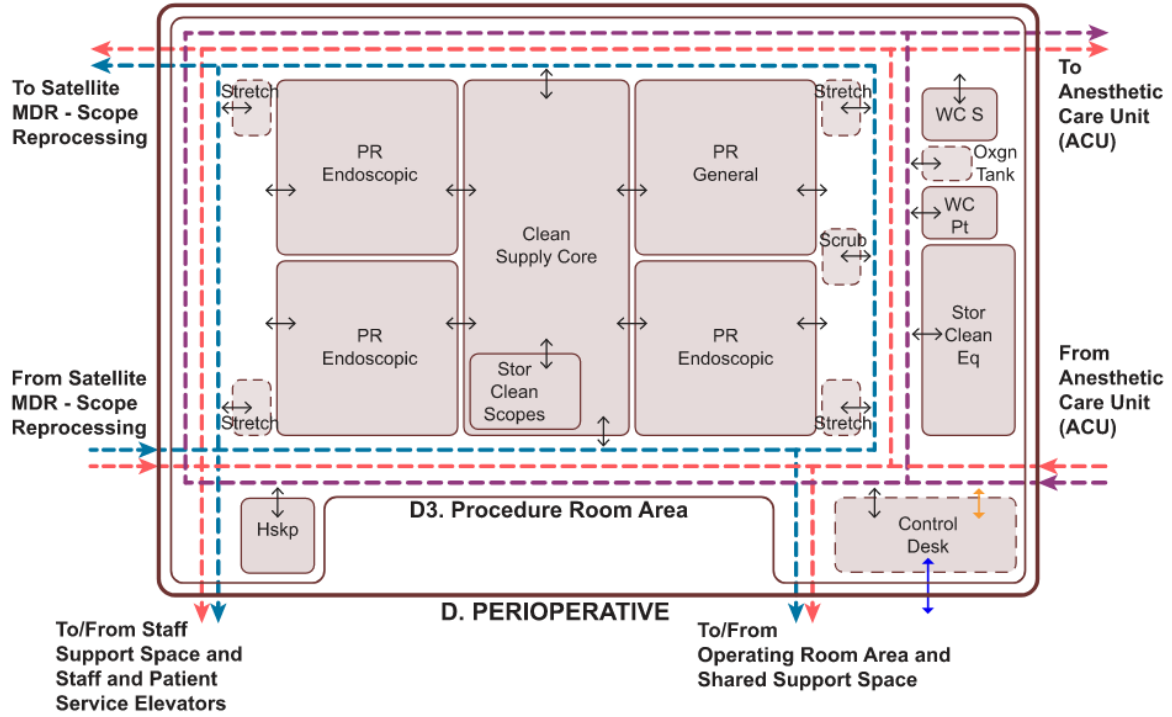 To Satellite
MDR - Scope
Reprocessing
To
Anesthetic
Care Unit
(ACU)
Stretch
Stretch
WC S
Oxgn
Tank
PR
Endoscopic
PR
General
WC
Pt
Clean
Supply Core
Scrub
PR
Endoscopic
PR
Endoscopic
Stor
Clean
Eq
Stor
Clean
Scopes
From Satellite
MDR - Scope
Reprocessing
From
Anesthetic
Care Unit
(ACU)
Stretch
Stretch
Hskp
D3. Procedure Room Area
Control
Desk
D. PERIOPERATIVE
To/From Staff
Support Space and
Staff and Patient
Service Elevators
To/From
Operating Room Area and
Shared Support Space